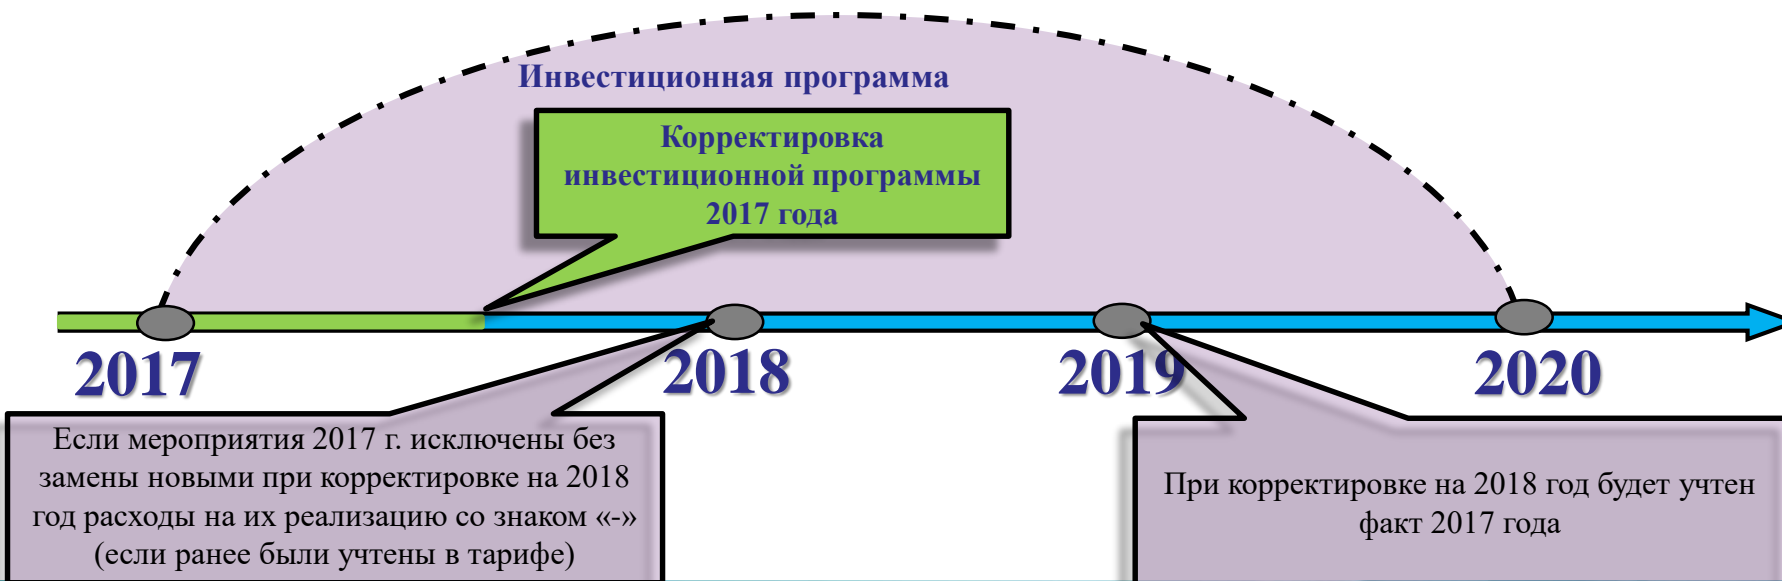 Инвестиционная программа
Корректировка
инвестиционной программы
2017 года
2017
2018
2019
2020
Если мероприятия 2017 г. исключены без
замены новыми при корректировке на 2018
год расходы на их реализацию со знаком «-»
(если ранее были учтены в тарифе)
При корректировке на 2018 год будет учтен
факт 2017 года